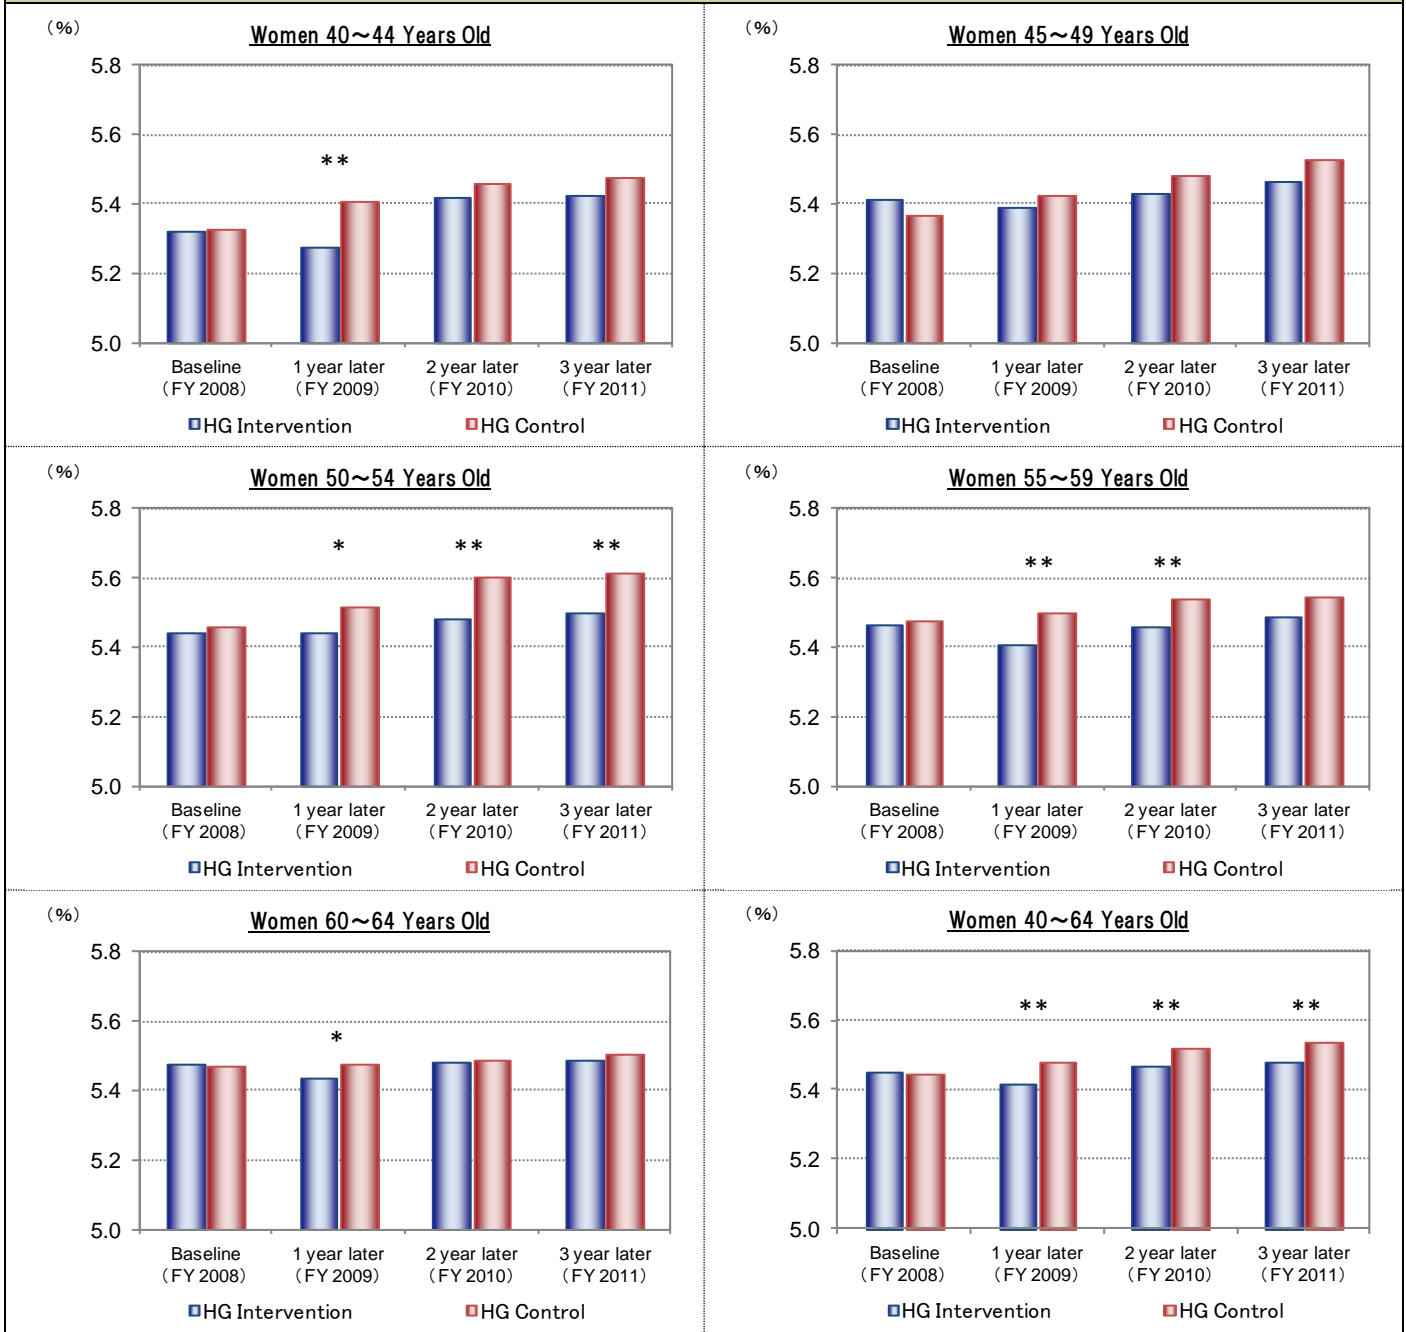 （%）
Women 40～44 Years Old
5.8
5.6
**
5.4
5.2
5.0
Baseline 1 year later 2 year later 3 year later
（FY 2008） （FY 2009） （FY 2010） （FY 2011）
HG Intervention HG Control
（%）
Women 45～49 Years Old
5.8
5.6
5.4
5.2
5.0
Baseline 1 year later 2 year later 3 year later
（FY 2008） （FY 2009） （FY 2010） （FY 2011）
HG Intervention HG Control
（%）
Women 50～54 Years Old
5.8
* ** **
5.6
5.4
5.2
5.0
Baseline 1 year later 2 year later 3 year later
（FY 2008） （FY 2009） （FY 2010） （FY 2011）
HG Intervention HG Control
（%）
Women 55～59 Years Old
5.8
** **
5.6
5.4
5.2
5.0
Baseline 1 year later 2 year later 3 year later
（FY 2008） （FY 2009） （FY 2010） （FY 2011）
HG Intervention HG Control
（%）
Women 60～64 Years Old
5.8
5.6
*
5.4
5.2
5.0
Baseline 1 year later 2 year later 3 year later
（FY 2008） （FY 2009） （FY 2010） （FY 2011）
HG Intervention HG Control
（%）
Women 40～64 Years Old
5.8
** ** **
5.6
5.4
5.2
5.0
Baseline 1 year later 2 year later 3 year later
（FY 2008） （FY 2009） （FY 2010） （FY 2011）
HG Intervention HG Control